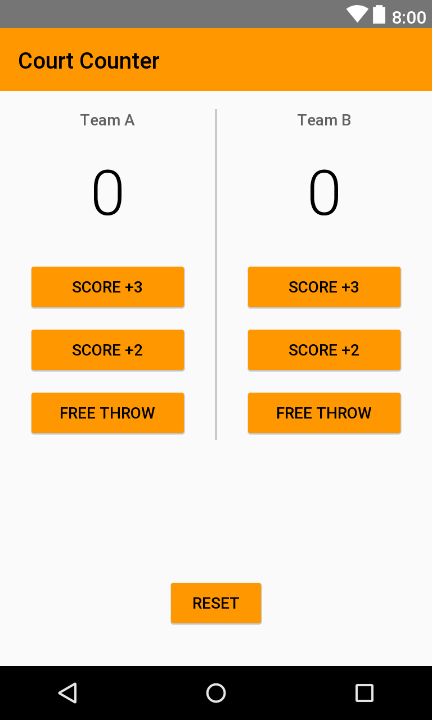 8:00
Court Counter
Team A
0
SCORE +3
SCORE +2
FREE THROW
Team B
0
SCORE +3
SCORE +2
FREE THROW
RESET